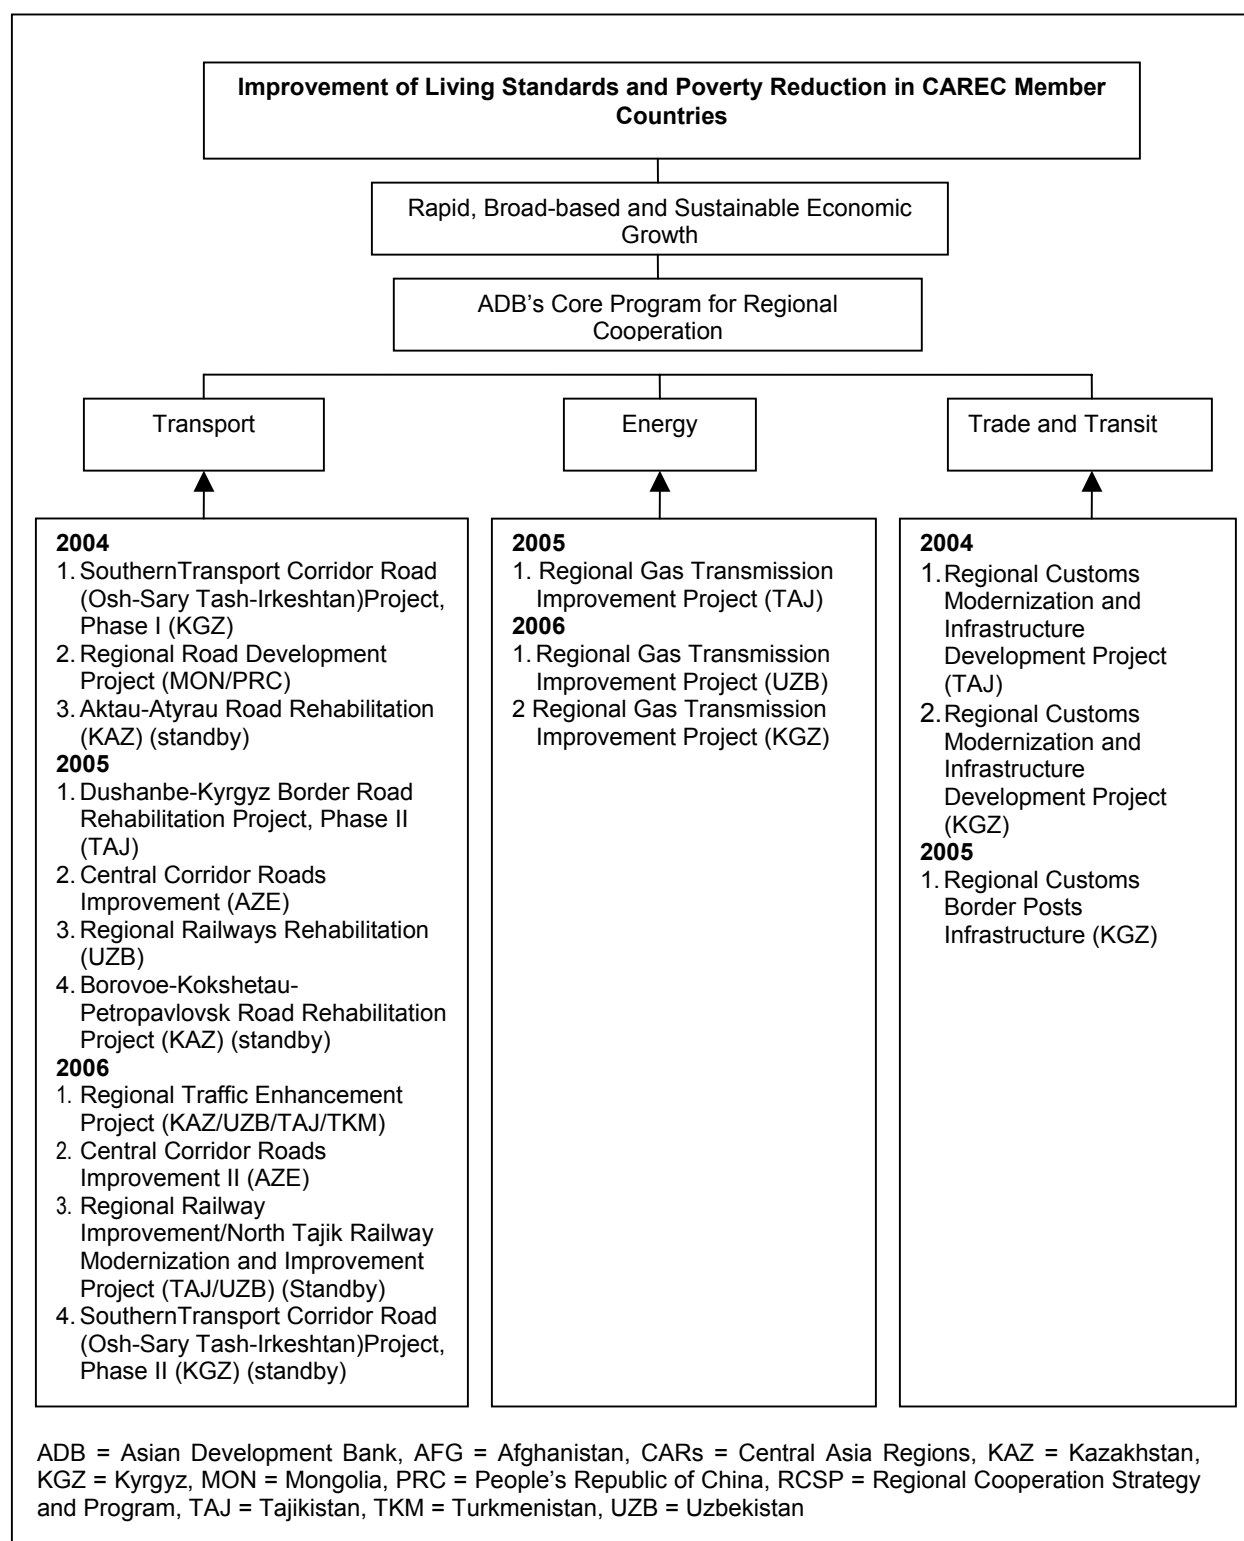 Improvement of Living Standards and Poverty Reduction in CAREC Member
Countries
Rapid, Broad-based and Sustainable Economic
Growth
ADB's Core Program for Regional
Cooperation
Transport
Energy
Trade and Transit
2004
1. SouthernTransport Corridor Road
(Osh-Sary Tash-Irkeshtan)Project,
Phase I (KGZ)
2. Regional Road Development
Project (MON/PRC)
3. Aktau-Atyrau Road Rehabilitation
(KAZ) (standby)
2005
1. Dushanbe-Kyrgyz Border Road
Rehabilitation Project, Phase II
(TAJ)
2. Central Corridor Roads
Improvement (AZE)
3. Regional Railways Rehabilitation
(UZB)
4. Borovoe-Kokshetau-
Petropavlovsk Road Rehabilitation
Project (KAZ) (standby)
2006
1. Regional Traffic Enhancement
Project (KAZ/UZB/TAJ/TKM)
2. Central Corridor Roads
Improvement II (AZE)
3. Regional Railway
Improvement/North Tajik Railway
Modernization and Improvement
Project (TAJ/UZB) (Standby)
4. SouthernTransport Corridor Road
(Osh-Sary Tash-Irkeshtan)Project,
Phase II (KGZ) (standby)
2005
1. Regional Gas Transmission
Improvement Project (TAJ)
2006
1. Regional Gas Transmission
Improvement Project (UZB)
2 Regional Gas Transmission
Improvement Project (KGZ)
2004
1. Regional Customs
Modernization and
Infrastructure
Development Project
(TAJ)
2. Regional Customs
Modernization and
Infrastructure
Development Project
(KGZ)
2005
1. Regional Customs
Border Posts
Infrastructure (KGZ)
ADB = Asian Development Bank, AFG = Afghanistan, CARs = Central Asia Regions, KAZ = Kazakhstan,
KGZ = Kyrgyz, MON = Mongolia, PRC = People's Republic of China, RCSP = Regional Cooperation Strategy
and Program, TAJ = Tajikistan, TKM = Turkmenistan, UZB = Uzbekistan